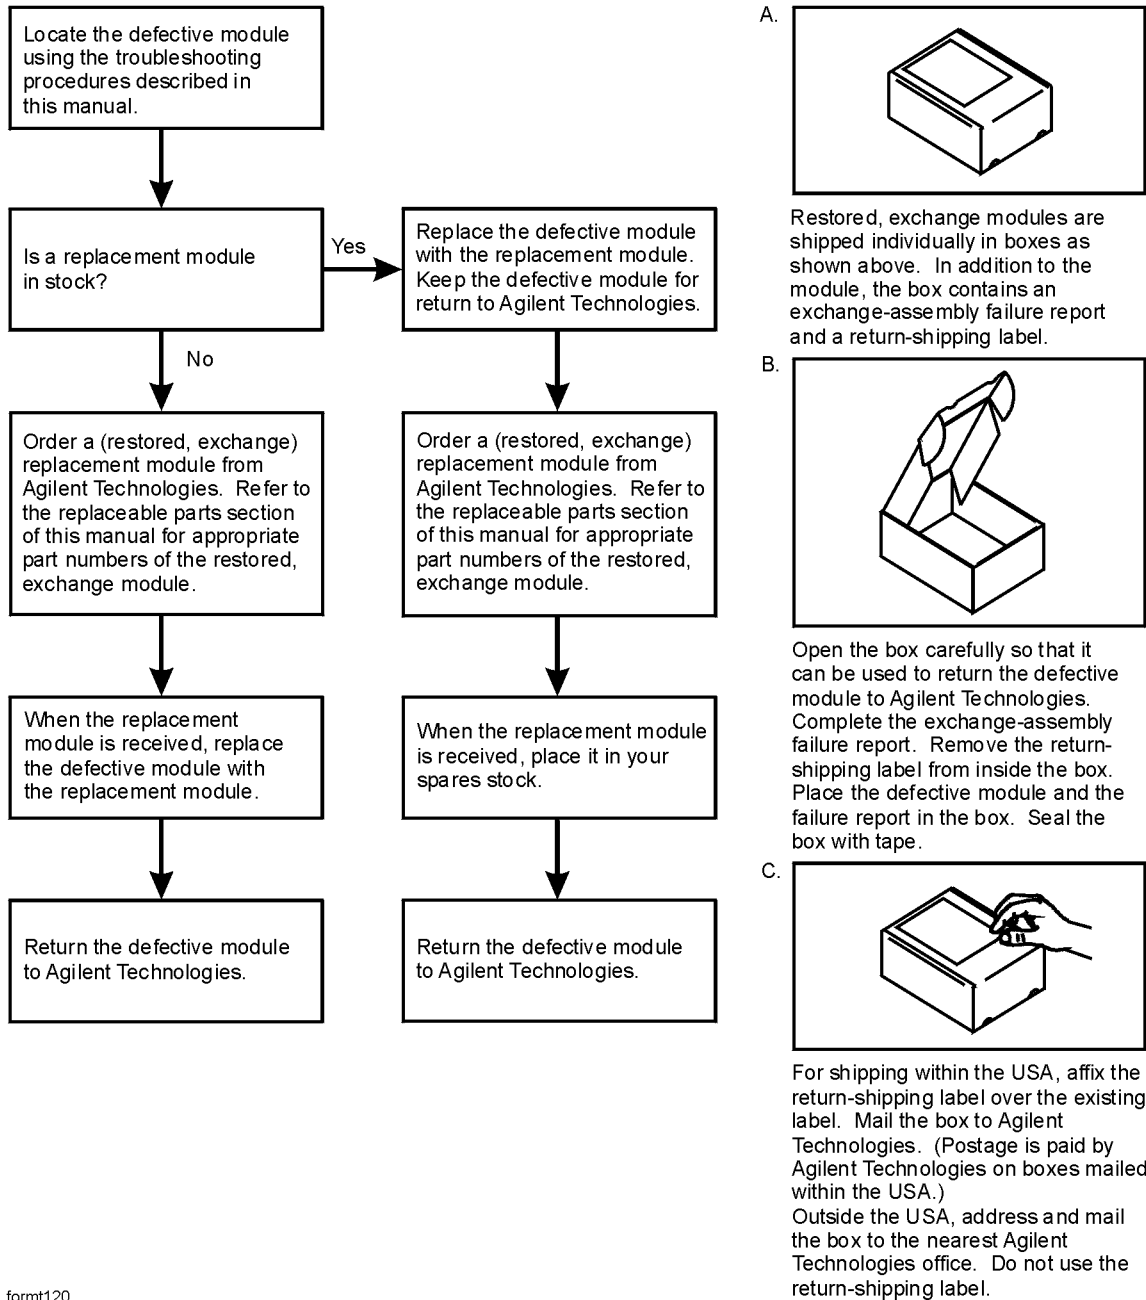 Locate the defective module
using the troubleshooting
procedures described in
this manual.
Is a replacement module
in stock?
Yes
Replace the defective module
with the replacement module.
Keep the defective module for
return to Agilent Technologies.
No
Order a (restored, exchange)
replacement module from
Agilent Technologies. Refer to
the replaceable parts section
of this manual for appropriate
part numbers of the restored,
exchange module.
Order a (restored, exchange)
replacement module from
Agilent Technologies. Refer to
the replaceable parts section
of this manual for appropriate
part numbers of the restored,
exchange module.
When the replacement
module is received, replace
the defective module with
the replacement module.
When the replacement module
is received, place it in your
spares stock.
Return the defective module
to Agilent Technologies.
Return the defective module
to Agilent Technologies.
A.
Restored, exchange modules are
shipped individually in boxes as
shown above. In addition to the
module, the box contains an
exchange-assembly failure report
and a return-shipping label.
B.
Open the box carefully so that it
can be used to return the defective
module to Agilent Technologies.
Complete the exchange-assembly
failure report. Remove the return-
shipping label from inside the box.
Place the defective module and the
failure report in the box. Seal the
box with tape.
C.
For shipping within the USA, affix the
return-shipping label over the existing
label. Mail the box to Agilent
Technologies. (Postage is paid by
Agilent Technologies on boxes mailed
within the USA.)
Outside the USA, address and mail
the box to the nearest Agilent
Technologies office. Do not use the
return-shipping label.
formt120